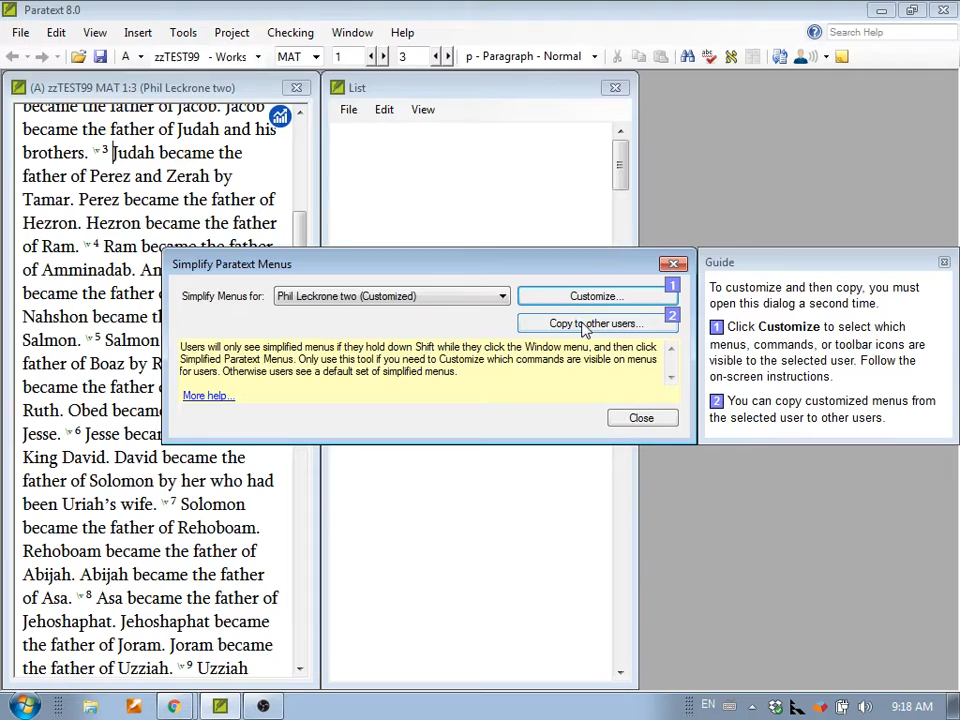 Paratext 8.0
File Edit View Insert Tools Project Checking Window Help
Search Help
A zzTEST99 - Works MAT 1 3 p - Paragraph - Normal
(A) zzTEST99 MAT 1:3 (Phil Leckrone two)
became the father of Jacob. Jacob
became the father of Judah and his
brothers. 3 Judah became the
father of Perez and Zerah by
Tamar. Perez became the father of
Hezron. Hezron became the father
of Ram. 4 Ram became the father
of Amminadab. Am
became the father
Nahshon became t
Salmon. 5 Salmon
father of Boaz by R
became the father
Ruth. Obed became
Jesse. 6 Jesse becam
King David. David became the
father of Solomon by her who had
been Uriah’s wife. 7 Solomon
became the father of Rehoboam.
Rehoboam became the father of
Abijah. Abijah became the father
of Asa. 8 Asa became the father of
Jehoshaphat. Jehoshaphat became
the father of Joram. Joram became
the father of Uzziah. 9 Uzziah
List
File Edit View
Simplify Paratext Menus
Simplify Menus for: Phil Leckrone two (Customized) Customize... 1
Copy to other users... 2
Users will only see simplified menus if they hold down Shift while they click the Window menu, and then click
Simplified Paratext Menus. Only use this tool if you need to Customize which commands are visible on menus
for users. Otherwise users see a default set of simplified menus.
More help...
Close
Guide
To customize and then copy, you must
open this dialog a second time.
1 Click Customize to select which
menus, commands, or toolbar icons are
visible to the selected user. Follow the
on-screen instructions.
2 You can copy customized menus from
the selected user to other users.
EN 9:18 AM